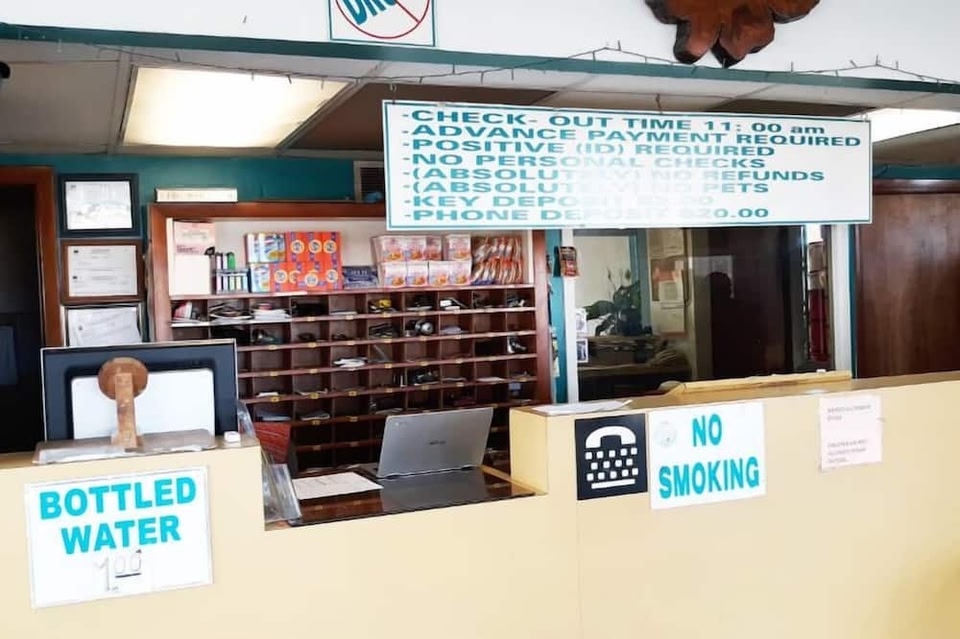 -CHECK- OUT TIME 11: 00 am
-ADVANCE PAYMENT REQUIRED
-POSITIVE (ID) REQUIRED
-NO PERSONAL CHECKS
-(ABSOLUTELY) NO REFUNDS
-(ABSOLUTELY) NO PETS
-KEY DEPOSIT
-PHONE DEPOSIT $20.00
NO
SMOKING
BOTTLED
WATER
1.00